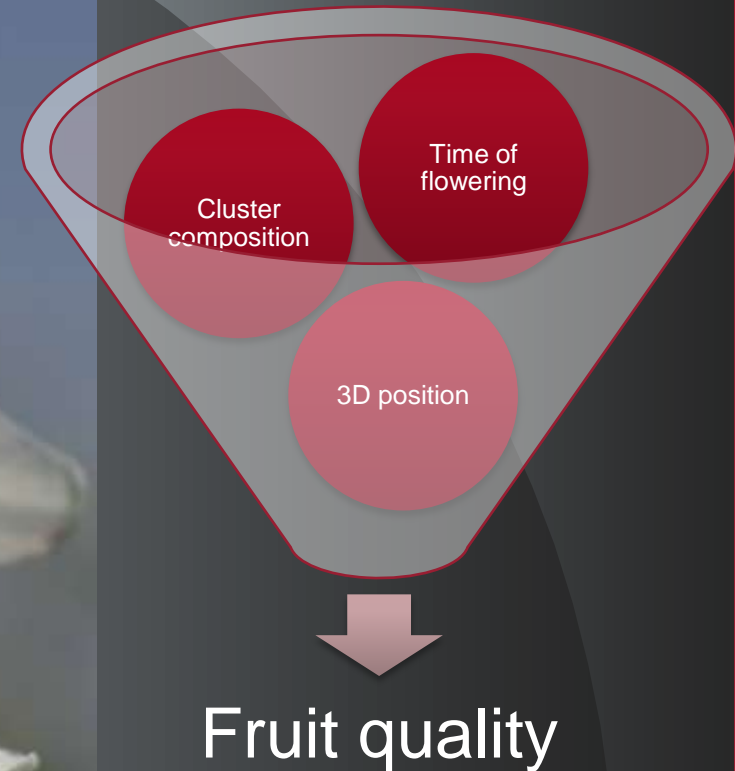 Time of
flowering
Cluster
composition
3D position
Fruit quality